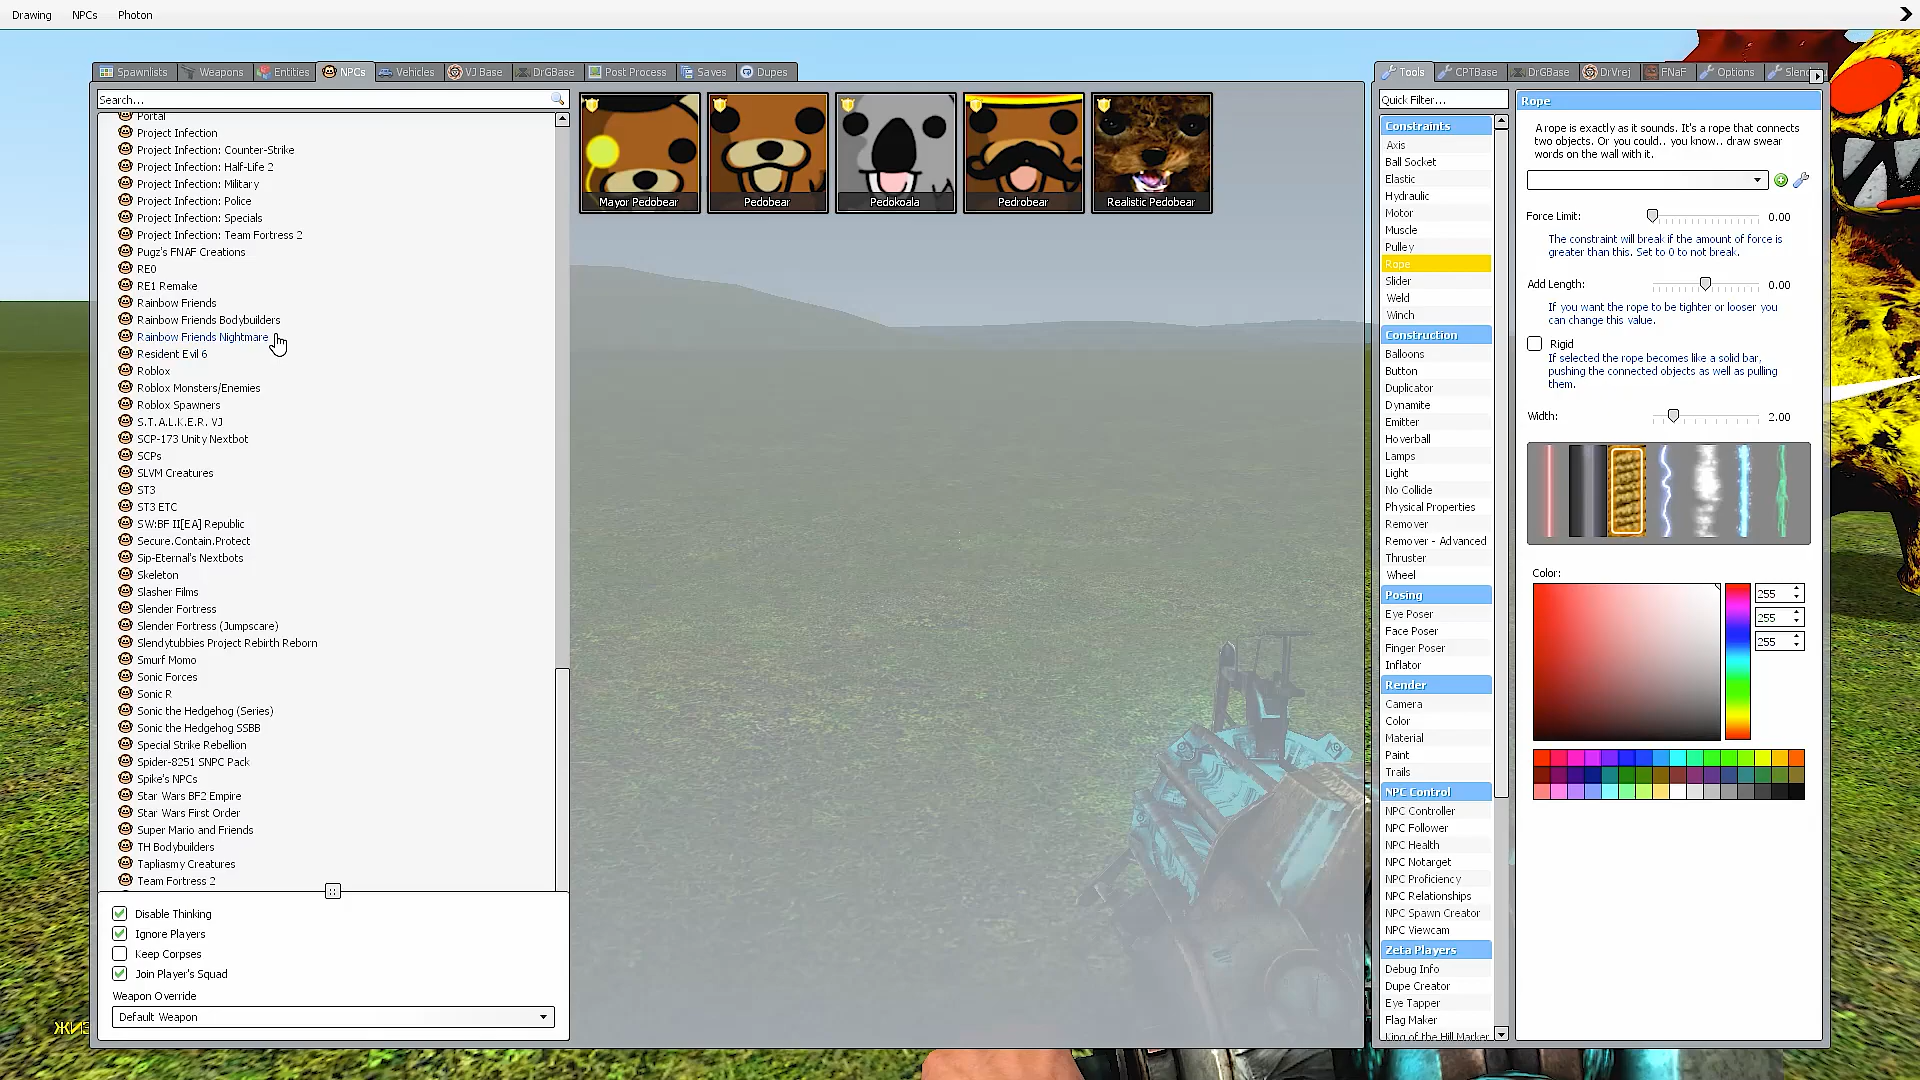 Drawing NPCs Photon
Spawnlists Weapons Entities NPCs Vehicles VJ Base DrGBase Post Process Saves Dupes
Search...
Portal
Project Infection
Project Infection: Counter-Strike
Project Infection: Half-Life 2
Project Infection: Military
Project Infection: Police
Project Infection: Specials
Project Infection: Team Fortress 2
Pugz's FNAF Creations
RE0
RE1 Remake
Rainbow Friends
Rainbow Friends Bodybuilders
Rainbow Friends Nightmare
Resident Evil 6
Roblox
Roblox Monsters/Enemies
Roblox Spawners
S.T.A.L.K.E.R. VJ
SCP-173 Unity Nextbot
SCPs
SLVM Creatures
ST3
ST3 ETC
SW:BF II[EA] Republic
Secure.Contain.Protect
Sip-Eternal's Nextbots
Skeleton
Slasher Films
Slender Fortress
Slender Fortress (Jumpscare)
Slendytubbies Project Rebirth Reborn
Smurf Momo
Sonic Forces
Sonic R
Sonic the Hedgehog (Series)
Sonic the Hedgehog SSBB
Special Strike Rebellion
Spider-8251 SNPC Pack
Spike's NPCs
Star Wars BF2 Empire
Star Wars First Order
Super Mario and Friends
TH Bodybuilders
Tapliasmy Creatures
Team Fortress 2
Disable Thinking
Ignore Players
Keep Corpses
Join Player's Squad
Weapon Override
Default Weapon
Mayor Pedobear
Pedobear
Pedokoala
Pedrobear
Realistic Pedobear
Tools CPTBase DrGBase DrVrej FNaF Options
Quick Filter...
Constraints
Axis
Ball Socket
Elastic
Hydraulic
Motor
Muscle
Pulley
Rope
Slider
Weld
Winch
Construction
Balloons
Button
Duplicator
Dynamite
Emitter
Hoverball
Lamps
Light
No Collide
Physical Properties
Remover
Remover - Advanced
Thruster
Wheel
Posing
Eye Poser
Face Poser
Finger Poser
Inflator
Render
Camera
Color
Material
Paint
Trails
NPC Control
NPC Controller
NPC Follower
NPC Health
NPC Notarget
NPC Proficiency
NPC Relationships
NPC Spawn Creator
NPC Viewcam
Zeta Players
Debug Info
Dupe Creator
Eye Tapper
Flag Maker
King of the Hill Marker
Rope
A rope is exactly as it sounds. It's a rope that connects
two objects. Or you could.. you know.. draw swear
words on the wall with it.
Force Limit: 0.00
The constraint will break if the amount of force is
greater than this. Set to 0 to not break.
Add Length: 0.00
If you want the rope to be tighter or looser you
can change this value.
Rigid
If selected the rope becomes like a solid bar,
pushing the connected objects as well as pulling
them.
Width: 2.00
Color:
255
255
255